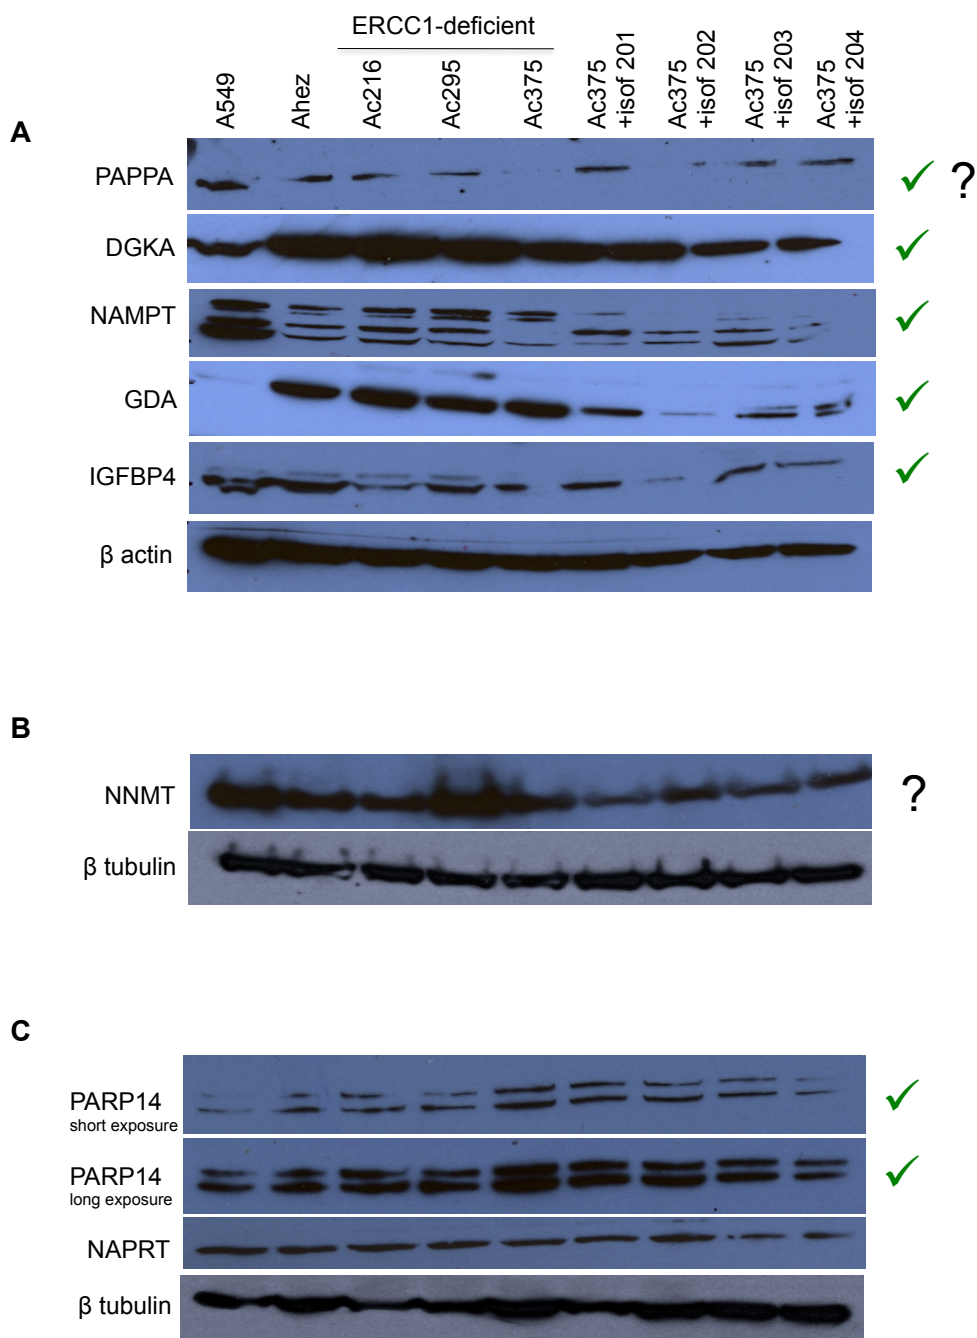 ERCC1-deficient
A549
Ahez
Ac216
Ac295
Ac375
Ac375
+isof 201
Ac375
+isof 202
Ac375
+isof 203
Ac375
+isof 204
A
PAPPA
✓ ?
DGKA
✓
NAMPT
✓
GDA
✓
IGFBP4
✓
β actin
B
NNMT
?
β tubulin
C
PARP14
short exposure
✓
PARP14
long exposure
✓
NAPRT
β tubulin